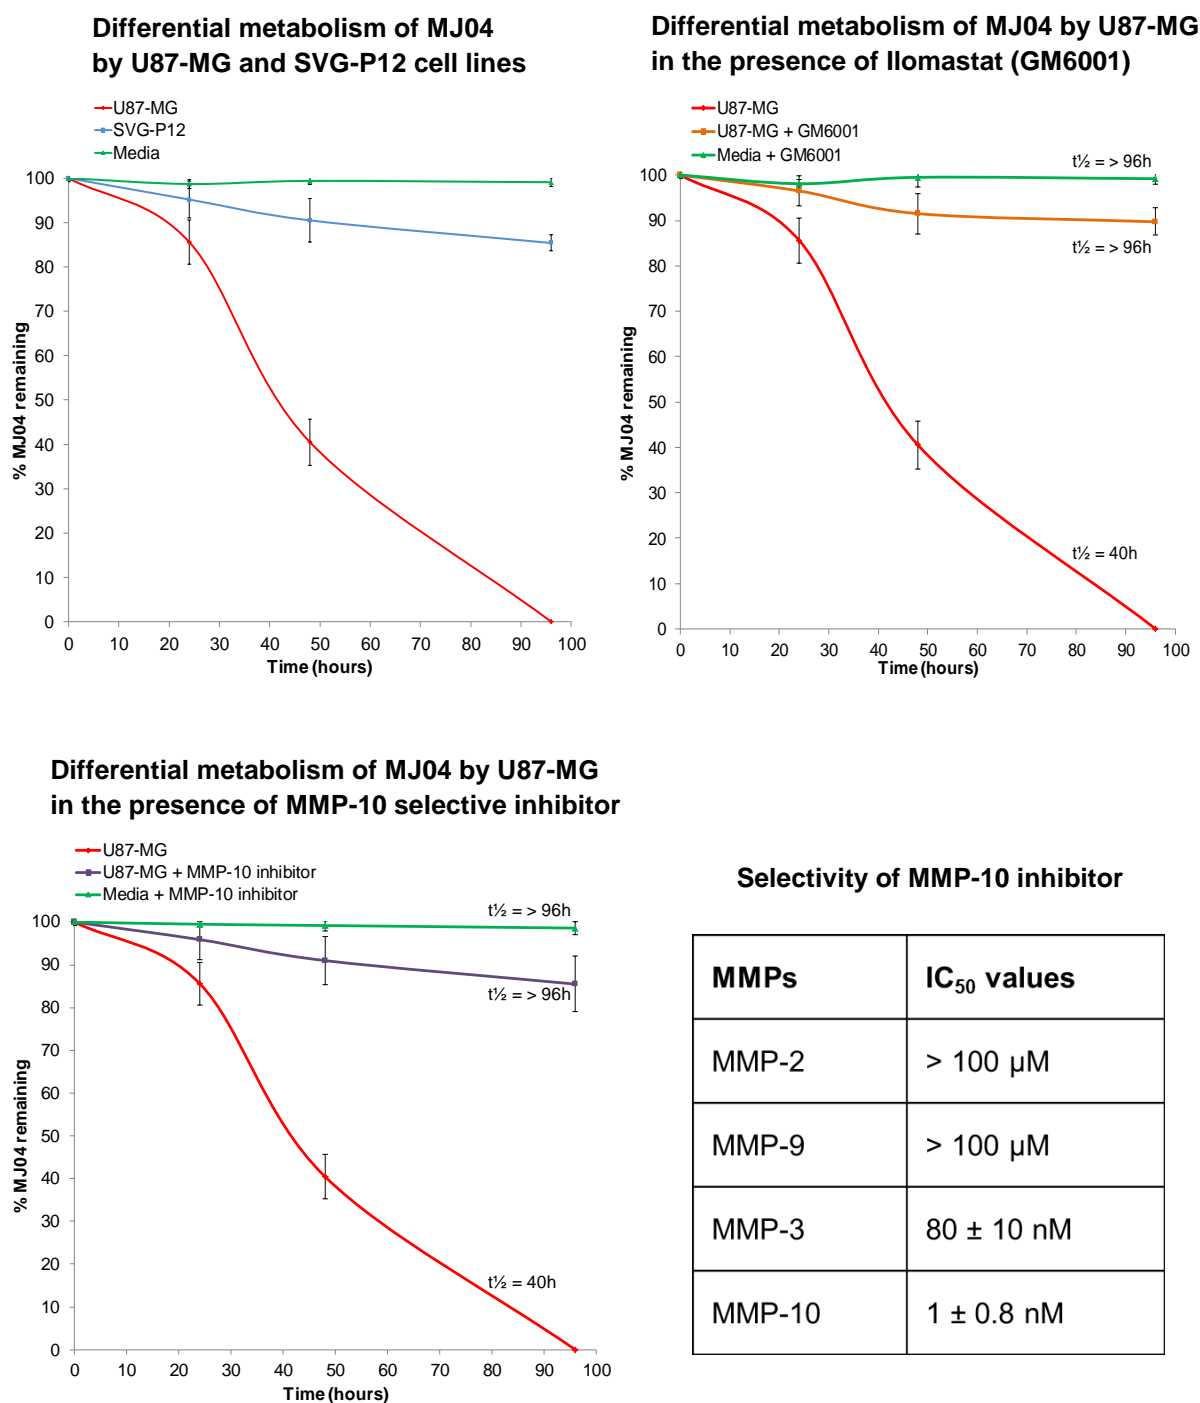 Differential metabolism of MJ04
by U87-MG and SVG-P12 cell lines
U87-MG
SVG-P12
Media
% MJ04 remaining
100
90
80
70
60
50
40
30
20
10
0
0 10 20 30 40 50 60 70 80 90 100
Time (hours)
Differential metabolism of MJ04 by U87-MG
in the presence of Ilomastat (GM6001)
U87-MG
U87-MG + GM6001
Media + GM6001
t½ = > 96h
t½ = > 96h
t½ = 40h
% MJ04 remaining
100
90
80
70
60
50
40
30
20
10
0
0 10 20 30 40 50 60 70 80 90 100
Time (hours)
Differential metabolism of MJ04 by U87-MG
in the presence of MMP-10 selective inhibitor
U87-MG
U87-MG + MMP-10 inhibitor
Media + MMP-10 inhibitor
t½ = > 96h
t½ = > 96h
t½ = 40h
% MJ04 remaining
100
90
80
70
60
50
40
30
20
10
0
0 10 20 30 40 50 60 70 80 90 100
Time (hours)
Selectivity of MMP-10 inhibitor
MMPs IC50 values
MMP-2 > 100 µM
MMP-9 > 100 µM
MMP-3 80 ± 10 nM
MMP-10 1 ± 0.8 nM